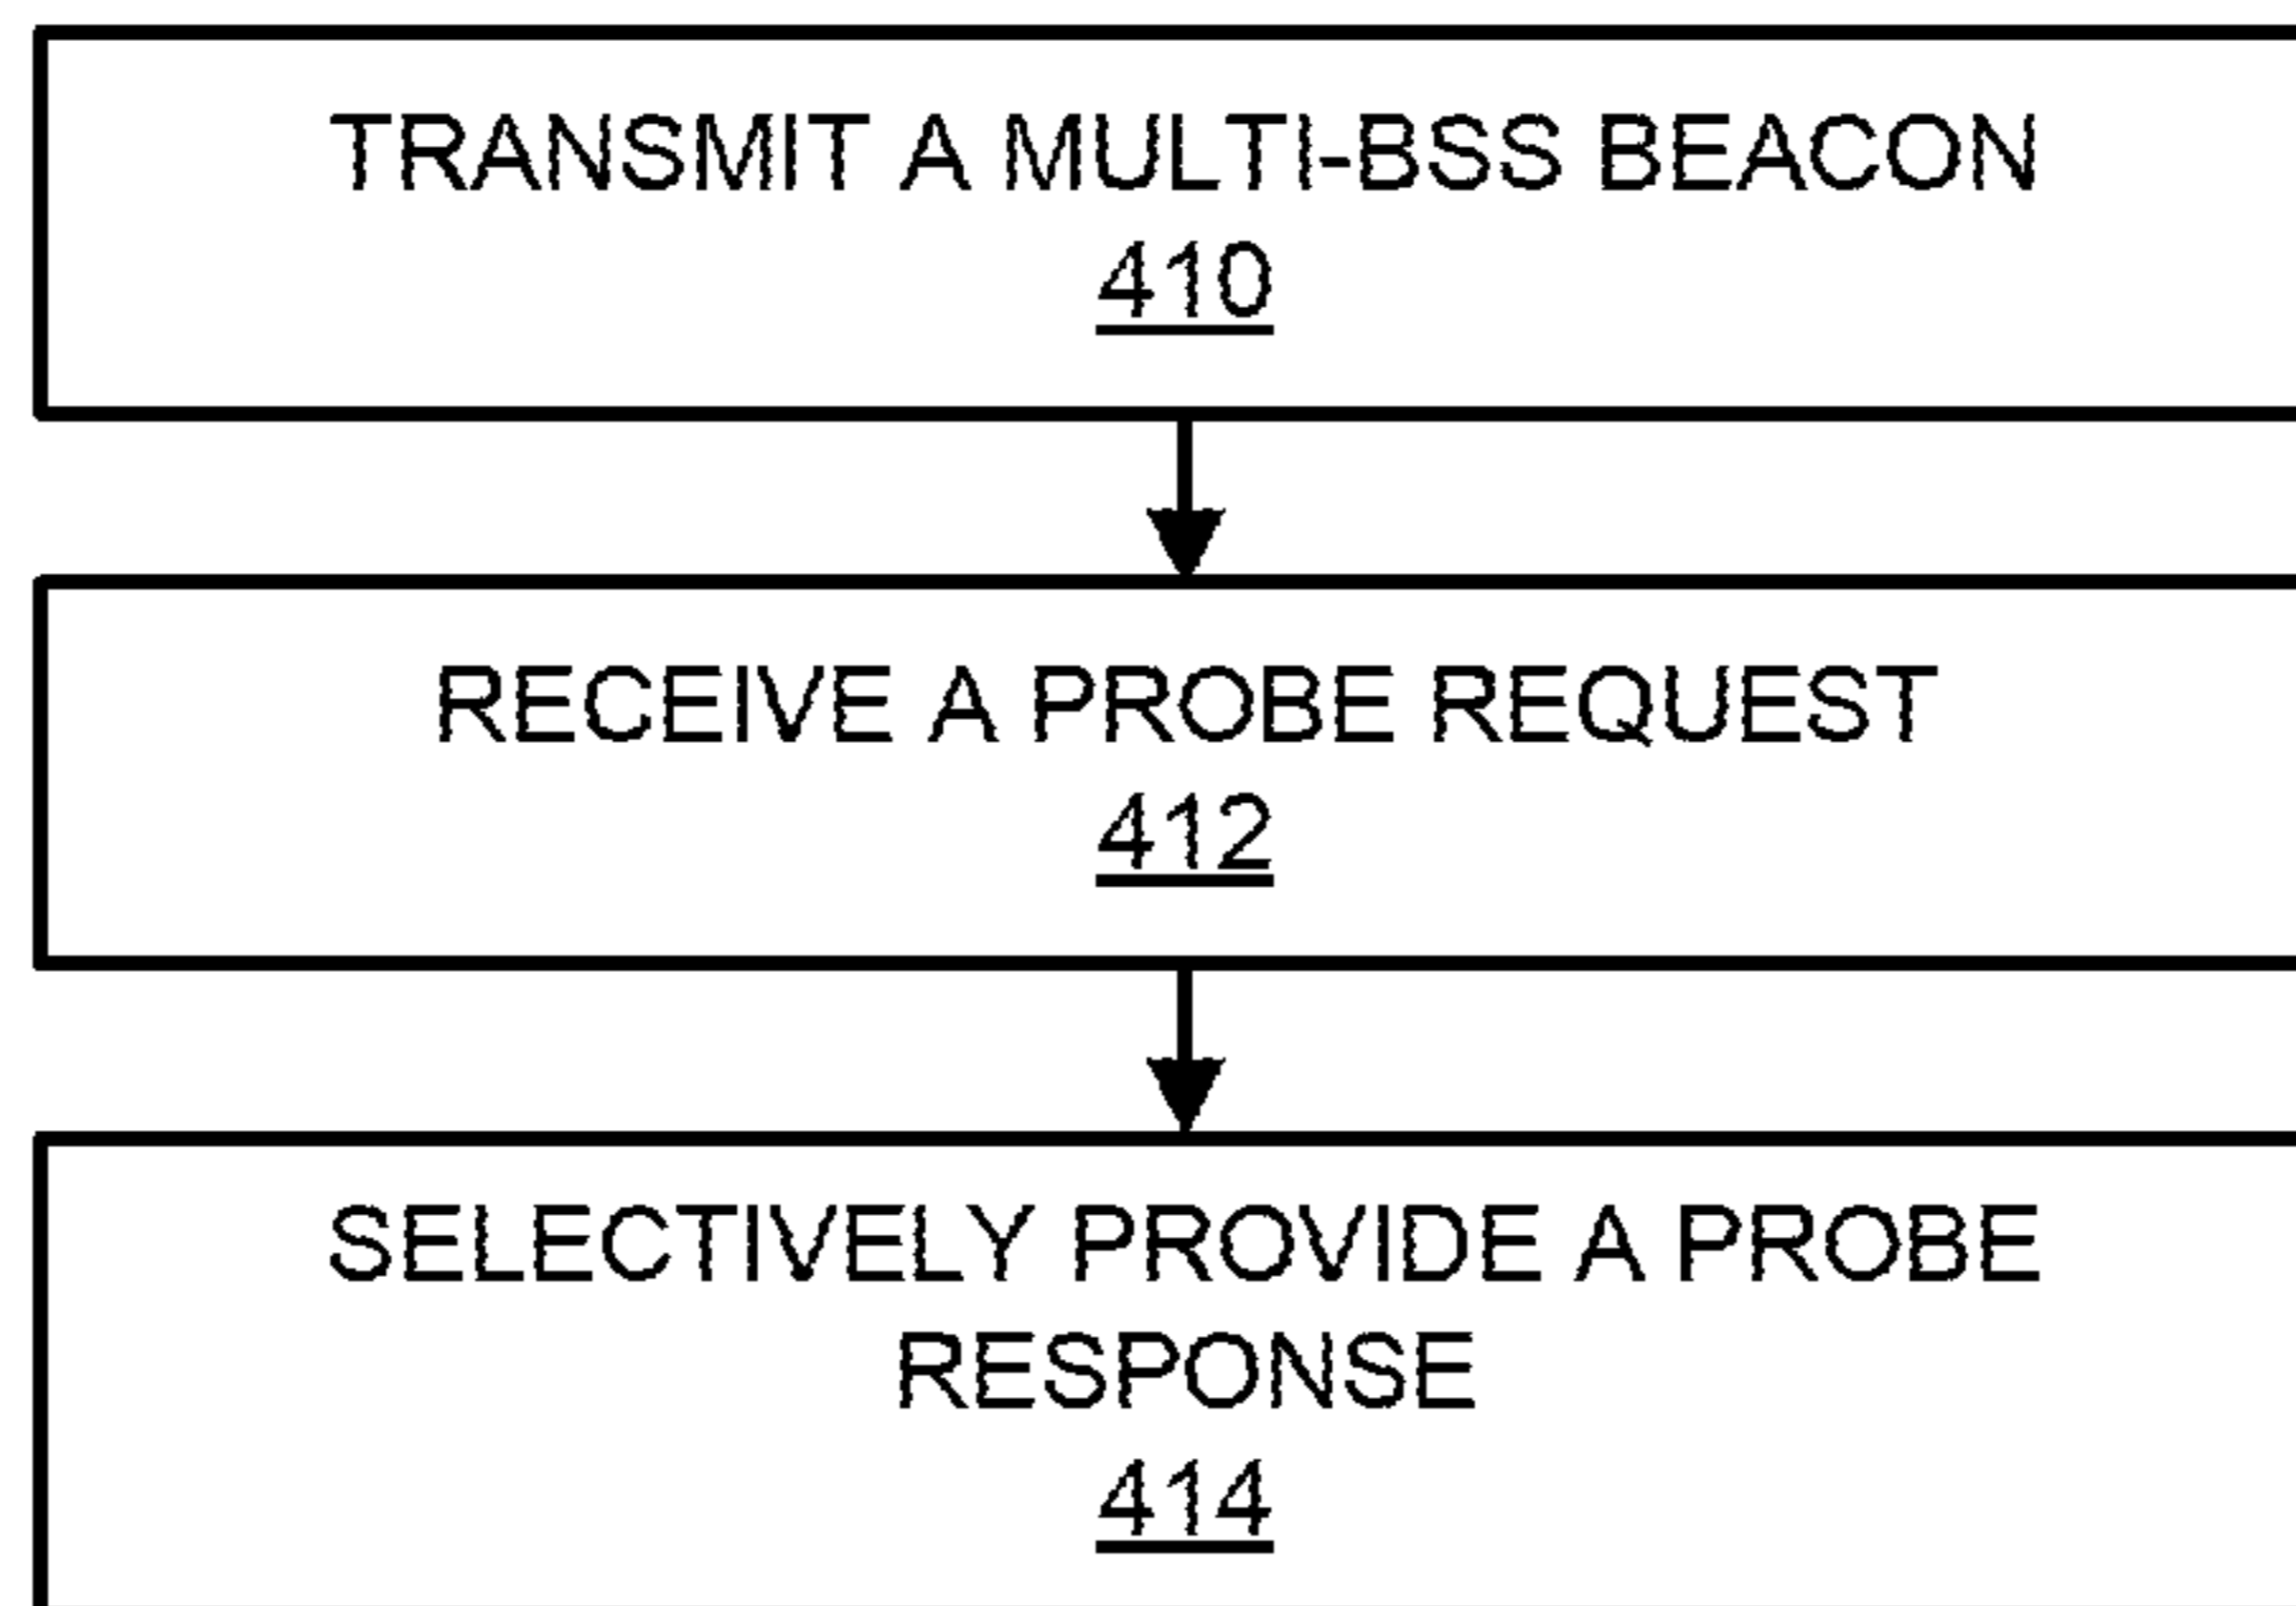 TRANSMIT A MULTI-BSS BEACON
410
RECEIVE A PROBE REQUEST
412
SELECTIVELY PROVIDE A PROBE
RESPONSE
414